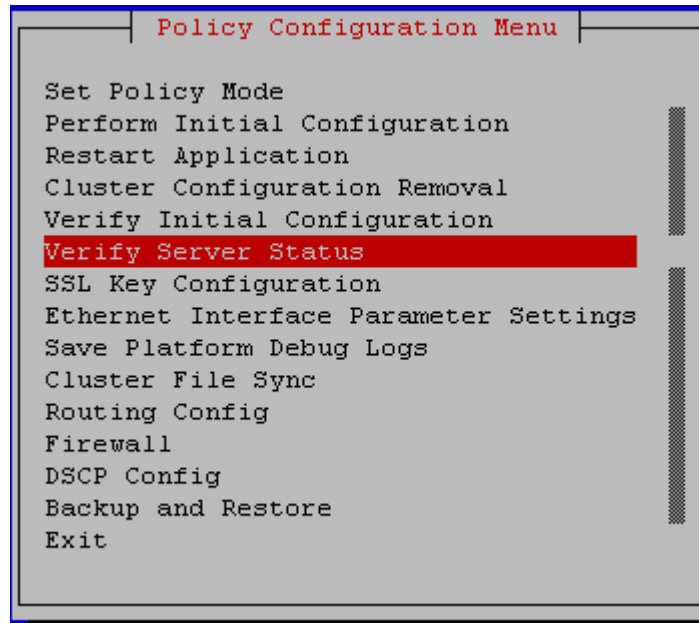 Policy Configuration Menu
Set Policy Mode
Perform Initial Configuration
Restart Application
Cluster Configuration Removal
Verify Initial Configuration
Verify Server Status
SSL Key Configuration
Ethernet Interface Parameter Settings
Save Platform Debug Logs
Cluster File Sync
Routing Config
Firewall
DSCP Config
Backup and Restore
Exit